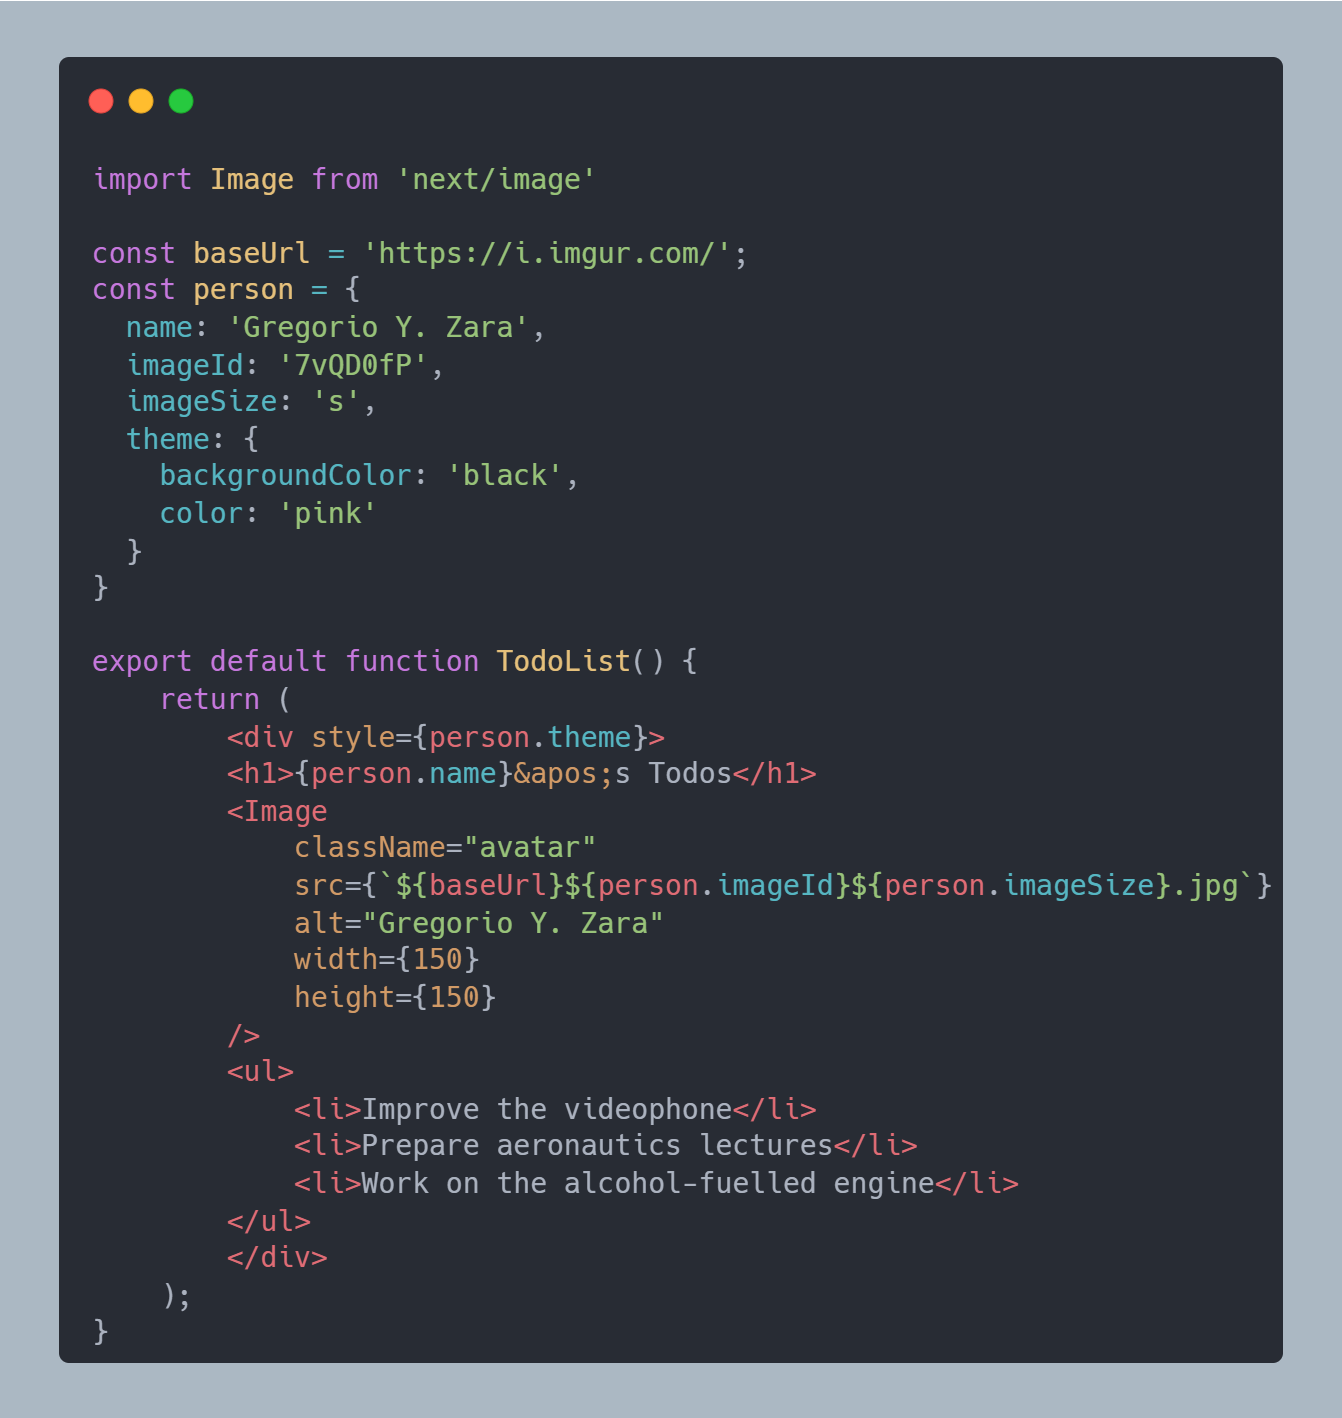 import Image from 'next/image'

const baseUrl = 'https://i.imgur.com/';
const person = {
  name: 'Gregorio Y. Zara',
  imageId: '7vQD0fP',
  imageSize: 's',
  theme: {
    backgroundColor: 'black',
    color: 'pink'
  }
}

export default function TodoList() {
    return (
        <div style={person.theme}>
        <h1>{person.name}&apos;s Todos</h1>
        <Image
            className="avatar"
            src={`${baseUrl}${person.imageId}${person.imageSize}.jpg`}
            alt="Gregorio Y. Zara"
            width={150}
            height={150}
        />
        <ul>
            <li>Improve the videophone</li>
            <li>Prepare aeronautics lectures</li>
            <li>Work on the alcohol-fuelled engine</li>
        </ul>
        </div>
    );
}